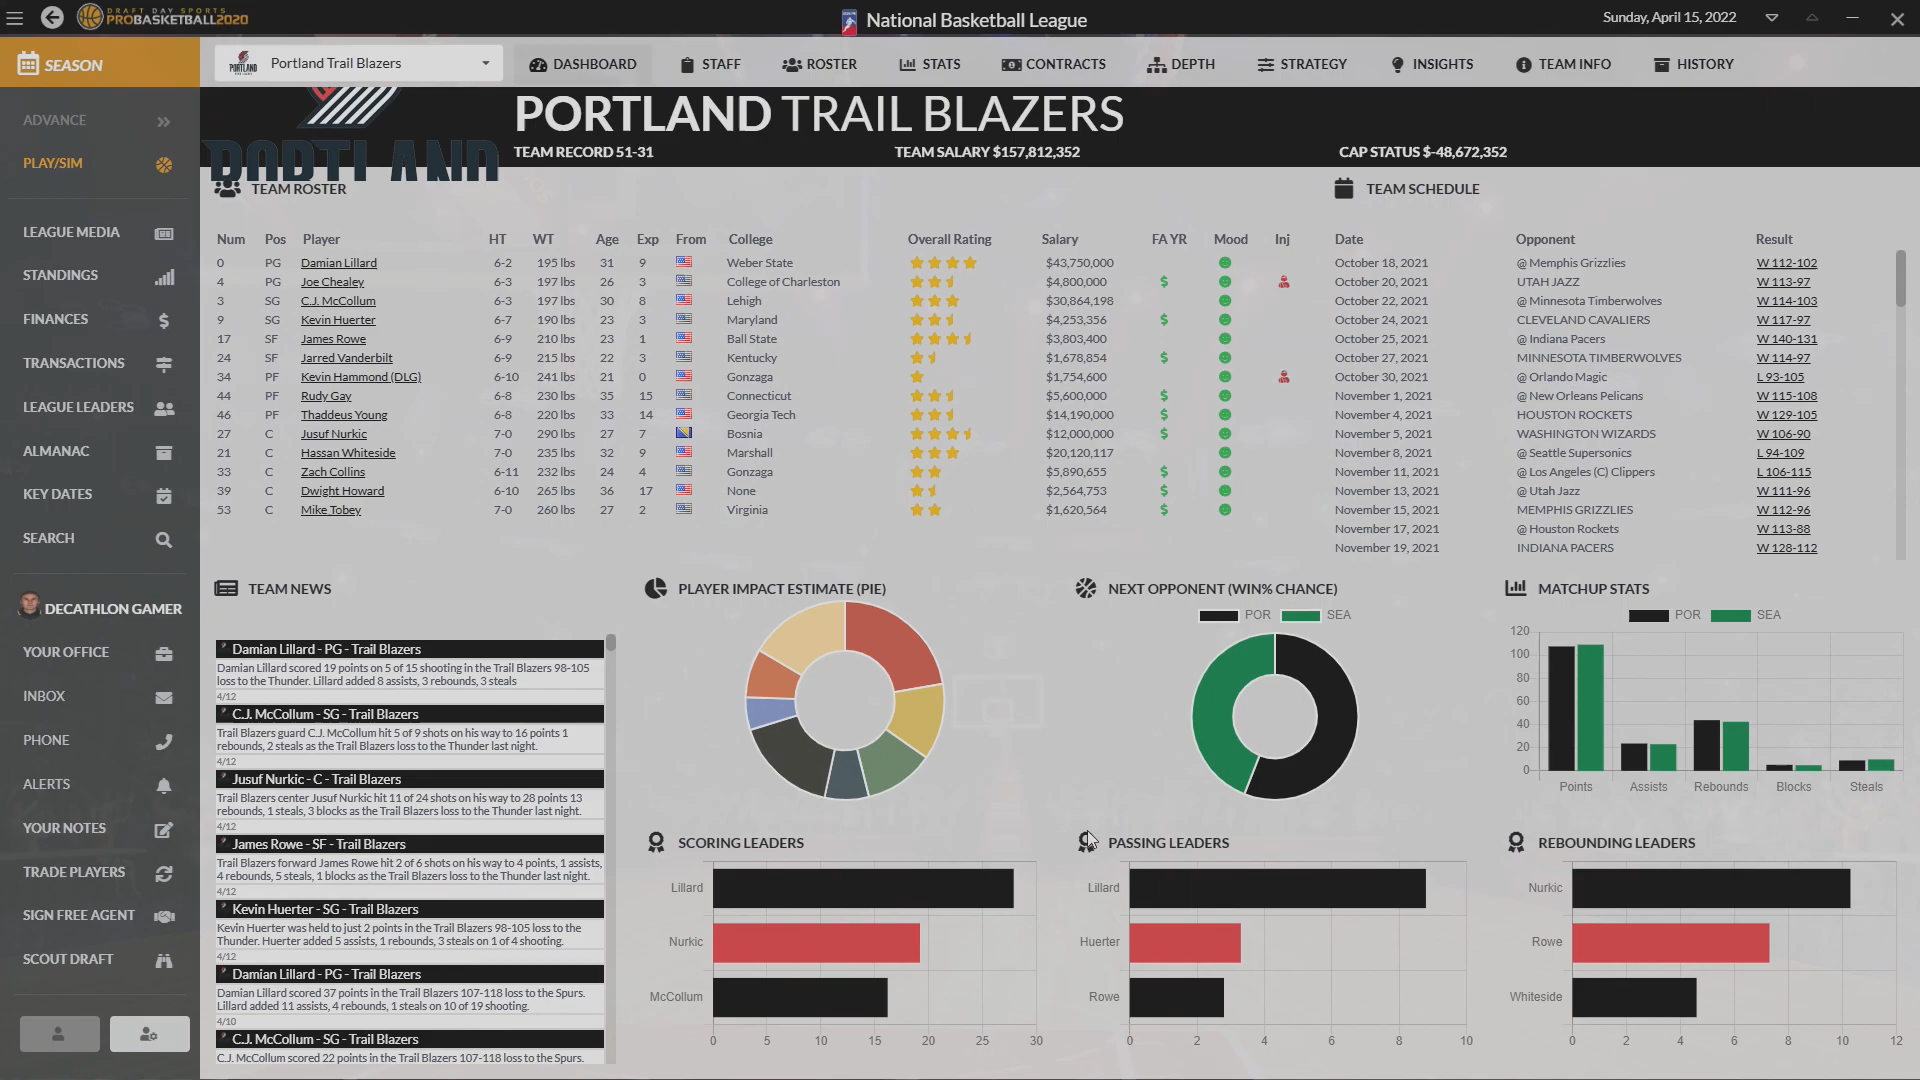 DRAFT DAY SPORTS
PROBASKETBALL2020
National Basketball League
Sunday, April 15, 2022
SEASON
Portland Trail Blazers
DASHBOARD STAFF ROSTER STATS CONTRACTS DEPTH STRATEGY INSIGHTS TEAM INFO HISTORY
ADVANCE
PLAY/SIM
LEAGUE MEDIA
STANDINGS
FINANCES
TRANSACTIONS
LEAGUE LEADERS
ALMANAC
KEY DATES
SEARCH
DECATHLON GAMER
YOUR OFFICE
INBOX
PHONE
ALERTS
YOUR NOTES
TRADE PLAYERS
SIGN FREE AGENT
SCOUT DRAFT
PORTLAND
PORTLAND TRAIL BLAZERS
TEAM RECORD 51-31 TEAM SALARY $157,812,352 CAP STATUS $-48,672,352
TEAM ROSTER
Num Pos Player HT WT Age Exp From College Overall Rating Salary FA YR Mood Inj
0 PG Damian Lillard 6-2 195 lbs 31 9 Weber State $43,750,000
4 PG Joe Chealey 6-3 197 lbs 26 3 College of Charleston $4,800,000 $
3 SG C.J. McCollum 6-3 197 lbs 30 8 Lehigh $30,864,198
9 SG Kevin Huerter 6-7 190 lbs 23 3 Maryland $4,253,356 $
17 SF James Rowe 6-9 210 lbs 23 1 Ball State $3,803,400
24 SF Jarred Vanderbilt 6-9 215 lbs 22 3 Kentucky $1,678,854 $
34 PF Kevin Hammond (DLG) 6-10 241 lbs 21 0 Gonzaga $1,754,600
44 PF Rudy Gay 6-8 230 lbs 35 15 Connecticut $5,600,000 $
46 PF Thaddeus Young 6-8 220 lbs 33 14 Georgia Tech $14,190,000 $
27 C Jusuf Nurkic 7-0 290 lbs 27 7 Bosnia $12,000,000 $
21 C Hassan Whiteside 7-0 235 lbs 32 9 Marshall $20,120,117
33 C Zach Collins 6-11 232 lbs 24 4 Gonzaga $5,890,655 $
39 C Dwight Howard 6-10 265 lbs 36 17 None $2,564,753 $
53 C Mike Tobey 7-0 260 lbs 27 2 Virginia $1,620,564 $
TEAM SCHEDULE
Date Opponent Result
October 18, 2021 @ Memphis Grizzlies W 112-102
October 20, 2021 UTAH JAZZ W 113-97
October 22, 2021 @ Minnesota Timberwolves W 114-103
October 24, 2021 CLEVELAND CAVALIERS W 117-97
October 25, 2021 @ Indiana Pacers W 140-131
October 27, 2021 MINNESOTA TIMBERWOLVES W 114-97
October 30, 2021 @ Orlando Magic L 93-105
November 1, 2021 @ New Orleans Pelicans W 115-108
November 4, 2021 HOUSTON ROCKETS W 129-105
November 5, 2021 WASHINGTON WIZARDS W 106-90
November 8, 2021 @ Seattle Supersonics L 94-109
November 11, 2021 @ Los Angeles (C) Clippers L 106-115
November 13, 2021 @ Utah Jazz W 111-96
November 15, 2021 MEMPHIS GRIZZLIES W 112-96
November 17, 2021 @ Houston Rockets W 113-88
November 19, 2021 INDIANA PACERS W 128-112
TEAM NEWS
Damian Lillard - PG - Trail Blazers
Damian Lillard scored 19 points on 5 of 15 shooting in the Trail Blazers 98-105
loss to the Thunder. Lillard added 8 assists, 3 rebounds, 3 steals
4/12
C.J. McCollum - SG - Trail Blazers
Trail Blazers guard C.J. McCollum hit 5 of 9 shots on his way to 16 points 1
rebounds, 2 steals as the Trail Blazers loss to the Thunder last night.
4/12
Jusuf Nurkic - C - Trail Blazers
Trail Blazers center Jusuf Nurkic hit 11 of 24 shots on his way to 28 points 13
rebounds, 1 steals, 3 blocks as the Trail Blazers loss to the Thunder last night.
4/12
James Rowe - SF - Trail Blazers
Trail Blazers forward James Rowe hit 2 of 6 shots on his way to 4 points, 1 assists,
4 rebounds, 5 steals, 1 blocks as the Trail Blazers loss to the Thunder last night.
4/12
Kevin Huerter - SG - Trail Blazers
Kevin Huerter was held to just 2 points in the Trail Blazers 98-105 loss to the
Thunder. Huerter added 5 assists, 1 rebounds, 3 steals on 1 of 4 shooting.
4/12
Damian Lillard - PG - Trail Blazers
Damian Lillard scored 37 points in the Trail Blazers 107-118 loss to the Spurs.
Lillard added 11 assists, 4 rebounds, 1 steals on 10 of 19 shooting.
4/10
C.J. McCollum - SG - Trail Blazers
C.J. McCollum scored 22 points in the Trail Blazers 107-118 loss to the Spurs.
PLAYER IMPACT ESTIMATE (PIE)
NEXT OPPONENT (WIN% CHANCE)
POR SEA
MATCHUP STATS
POR SEA
120
100
80
60
40
20
0
Points Assists Rebounds Blocks Steals
SCORING LEADERS
Lillard
Nurkic
McCollum
0 5 10 15 20 25 30
PASSING LEADERS
Lillard
Huerter
Rowe
0 2 4 6 8 10
REBOUNDING LEADERS
Nurkic
Rowe
Whiteside
0 2 4 6 8 10 12